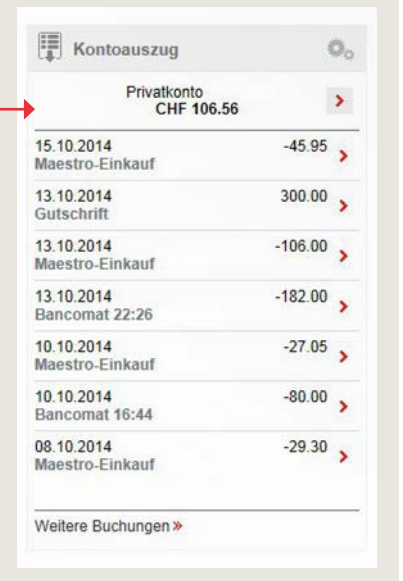 Kontoauszug
Privatkonto
CHF 106.56
15.10.2014 -45.95
Maestro-Einkauf
13.10.2014 300.00
Gutschrift
13.10.2014 -106.00
Maestro-Einkauf
13.10.2014 -182.00
Bancomat 22:26
10.10.2014 -27.05
Maestro-Einkauf
10.10.2014 -80.00
Bancomat 16:44
08.10.2014 -29.30
Maestro-Einkauf
Weitere Buchungen »